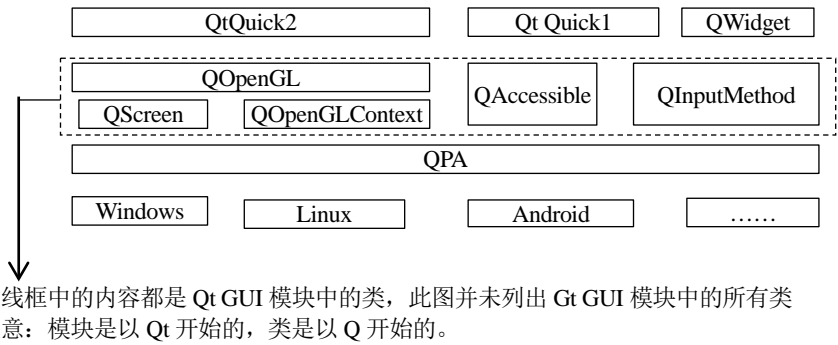 QtQuick2 Qt Quick1 QWidget
QOpenGL
QAccessible QInputMethod
QScreen QOpenGLContext
QPA
Windows Linux Android ……
线框中的内容都是 Qt GUI 模块中的类，此图并未列出 Gt GUI 模块中的所有类
意：模块是以 Qt 开始的，类是以 Q 开始的。